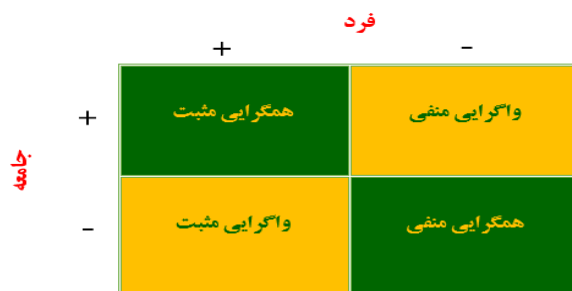 فرد
+ -
+ همگرایی مثبت واگرایی منفی
جامعه
- واگرایی مثبت همگرایی منفی